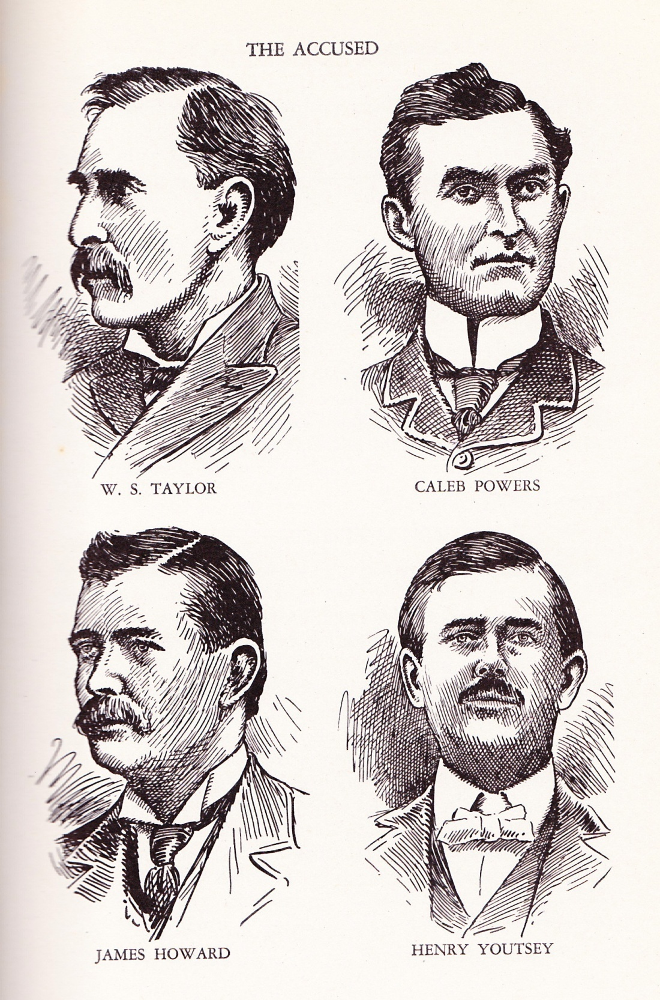 THE ACCUSED
W. S. TAYLOR
CALEB POWERS
JAMES HOWARD
HENRY YOUTSEY